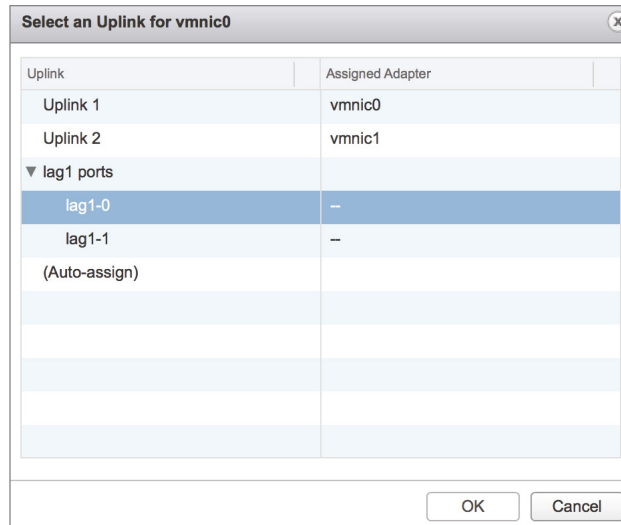 Select an Uplink for vmnic0
Uplink Assigned Adapter
Uplink 1 vmnic0
Uplink 2 vmnic1
lag1 ports
lag1-0 --
lag1-1 --
(Auto-assign)
OK Cancel